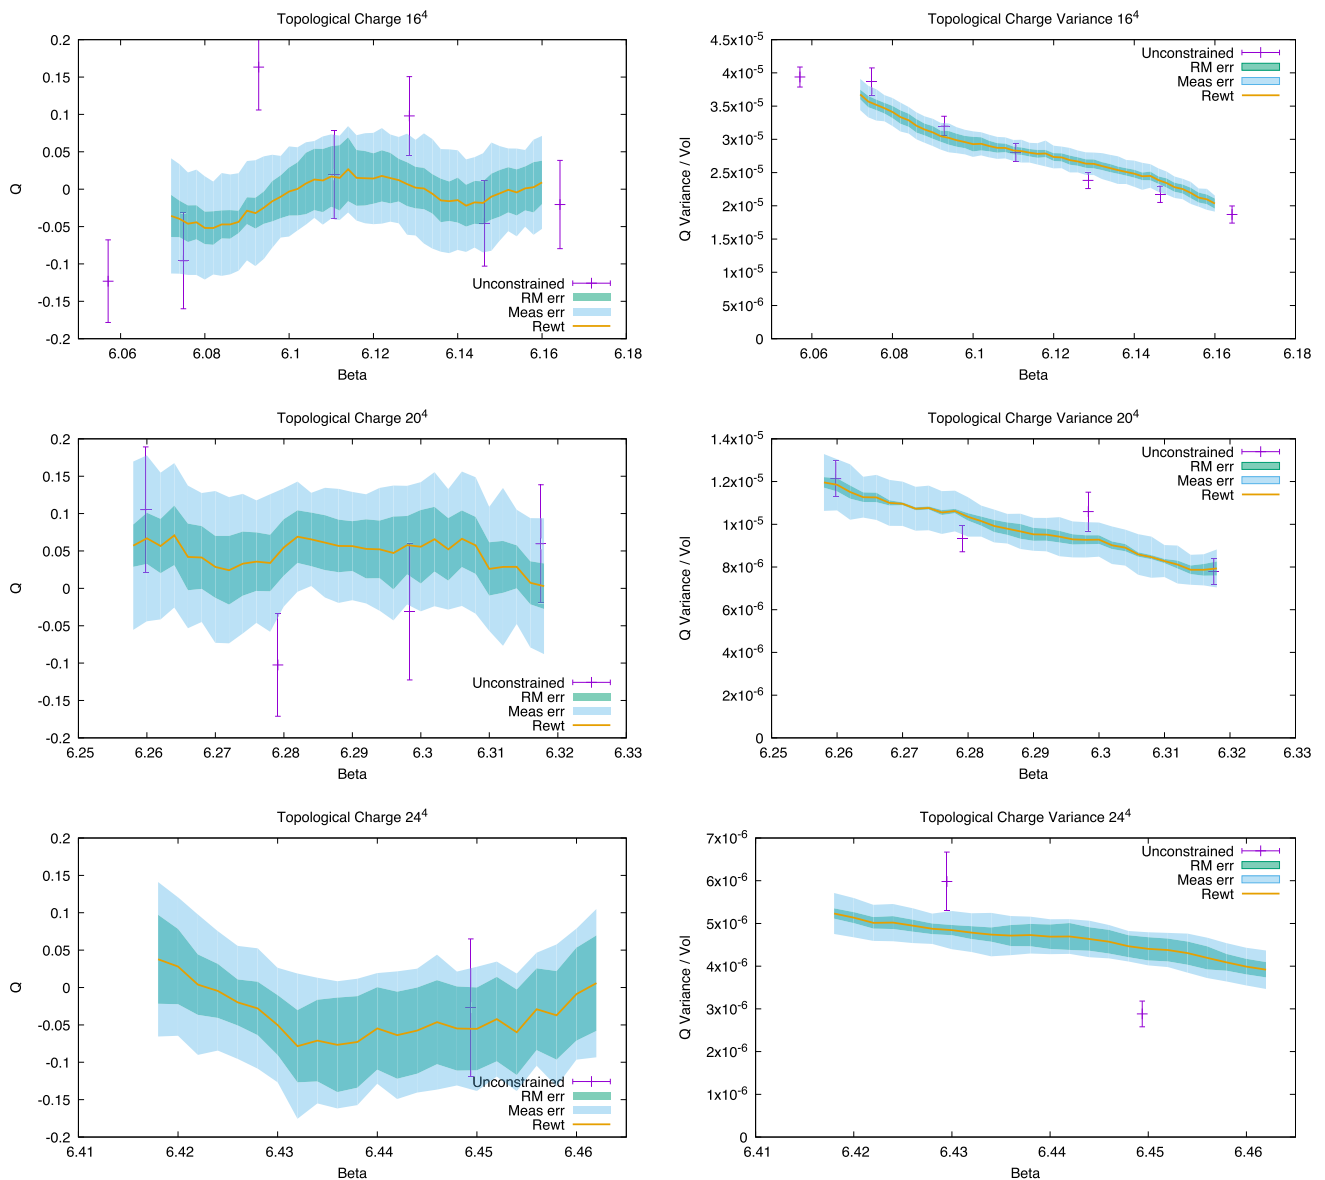 Topological Charge 16⁴
0.2
0.15
0.1
0.05
0
-0.05
-0.1
-0.15
-0.2
Q
Unconstrained
RM err
Meas err
Rewt
6.06 6.08 6.1 6.12 6.14 6.16 6.18
Beta
Topological Charge Variance 16⁴
4.5x10⁻⁵
4x10⁻⁵
3.5x10⁻⁵
3x10⁻⁵
2.5x10⁻⁵
2x10⁻⁵
1.5x10⁻⁵
1x10⁻⁵
5x10⁻⁶
0
Q Variance / Vol
Unconstrained
RM err
Meas err
Rewt
6.06 6.08 6.1 6.12 6.14 6.16 6.18
Beta
Topological Charge 20⁴
0.2
0.15
0.1
0.05
0
-0.05
-0.1
-0.15
-0.2
Q
Unconstrained
RM err
Meas err
Rewt
6.25 6.26 6.27 6.28 6.29 6.3 6.31 6.32 6.33
Beta
Topological Charge Variance 20⁴
1.4x10⁻⁵
1.2x10⁻⁵
1x10⁻⁵
8x10⁻⁶
6x10⁻⁶
4x10⁻⁶
2x10⁻⁶
0
Q Variance / Vol
Unconstrained
RM err
Meas err
Rewt
6.25 6.26 6.27 6.28 6.29 6.3 6.31 6.32 6.33
Beta
Topological Charge 24⁴
0.2
0.15
0.1
0.05
0
-0.05
-0.1
-0.15
-0.2
Q
Unconstrained
RM err
Meas err
Rewt
6.41 6.42 6.43 6.44 6.45 6.46
Beta
Topological Charge Variance 24⁴
7x10⁻⁶
6x10⁻⁶
5x10⁻⁶
4x10⁻⁶
3x10⁻⁶
2x10⁻⁶
1x10⁻⁶
0
Q Variance / Vol
Unconstrained
RM err
Meas err
Rewt
6.41 6.42 6.43 6.44 6.45 6.46
Beta